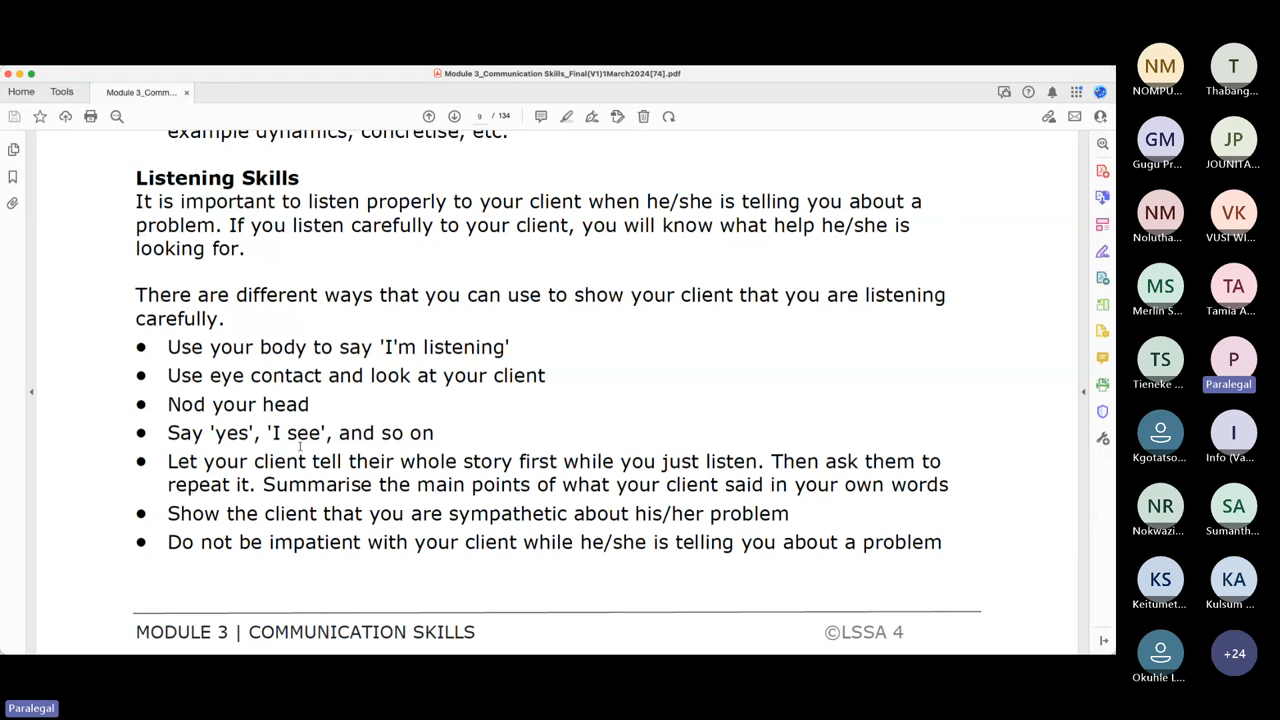 Module 3_Communication Skills_Final(V1)1March2024[74].pdf
Home Tools Module 3_Comm... ×
9 / 134
example dynamics, concretise, etc.
Listening Skills
It is important to listen properly to your client when he/she is telling you about a
problem. If you listen carefully to your client, you will know what help he/she is
looking for.
There are different ways that you can use to show your client that you are listening
carefully.
● Use your body to say 'I'm listening'
● Use eye contact and look at your client
● Nod your head
● Say 'yes', 'I see', and so on
● Let your client tell their whole story first while you just listen. Then ask them to
repeat it. Summarise the main points of what your client said in your own words
● Show the client that you are sympathetic about his/her problem
● Do not be impatient with your client while he/she is telling you about a problem
MODULE 3 | COMMUNICATION SKILLS ©LSSA 4
Paralegal
NM T
NOMPU... Thabang...
GM JP
Gugu Pr... JOUNITA...
NM VK
Nolutha... VUSI WI...
MS TA
Merlin S... Tamia A...
TS P
Tieneke ... Paralegal
I
Kgotatso... Info (Va...
NR SA
Nokwazi... Sumanth...
KS KA
Keitumet... Kulsum ...
+24
Okuhle L...